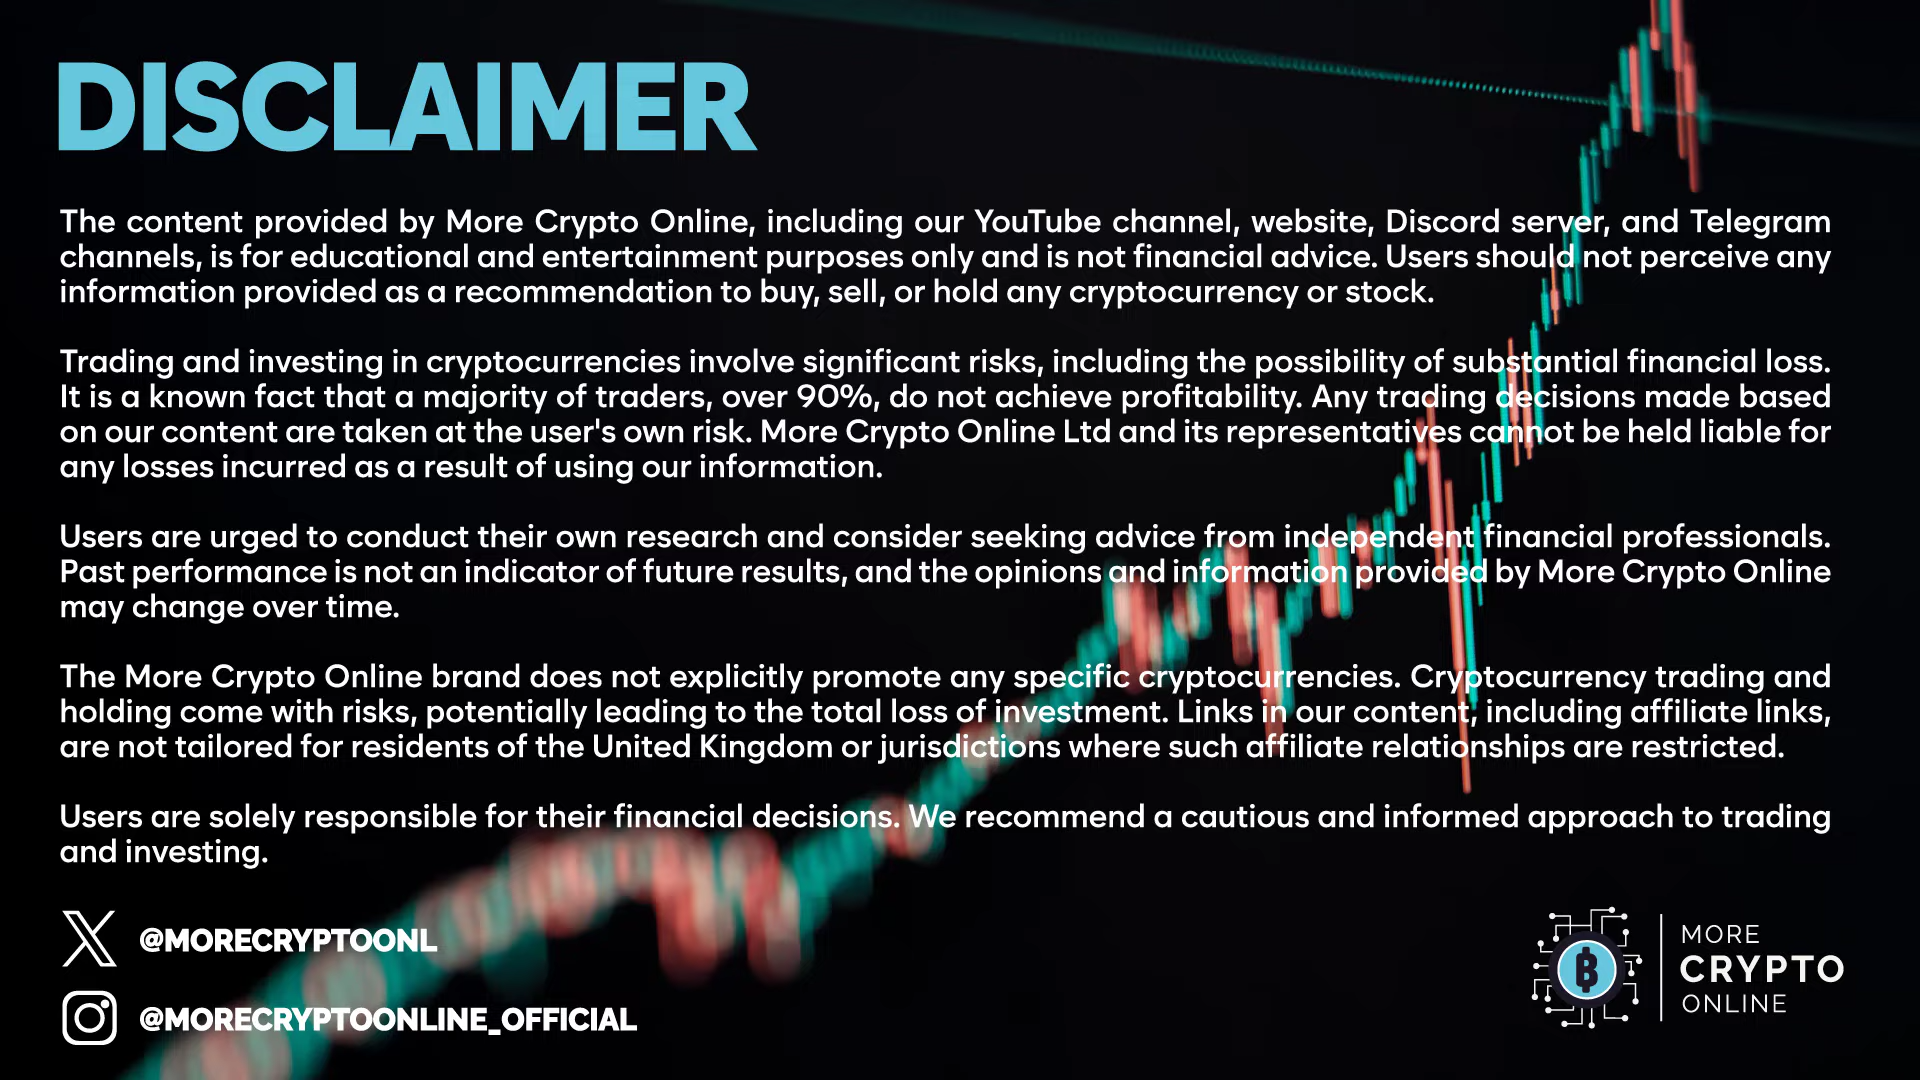 DISCLAIMER
The content provided by More Crypto Online, including our YouTube channel, website, Discord server, and Telegram
channels, is for educational and entertainment purposes only and is not financial advice. Users should not perceive any
information provided as a recommendation to buy, sell, or hold any cryptocurrency or stock.
Trading and investing in cryptocurrencies involve significant risks, including the possibility of substantial financial loss.
It is a known fact that a majority of traders, over 90%, do not achieve profitability. Any trading decisions made based
on our content are taken at the user's own risk. More Crypto Online Ltd and its representatives cannot be held liable for
any losses incurred as a result of using our information.
Users are urged to conduct their own research and consider seeking advice from independent financial professionals.
Past performance is not an indicator of future results, and the opinions and information provided by More Crypto Online
may change over time.
The More Crypto Online brand does not explicitly promote any specific cryptocurrencies. Cryptocurrency trading and
holding come with risks, potentially leading to the total loss of investment. Links in our content, including affiliate links,
are not tailored for residents of the United Kingdom or jurisdictions where such affiliate relationships are restricted.
Users are solely responsible for their financial decisions. We recommend a cautious and informed approach to trading
and investing.
@MORECRYPTOONL
@MORECRYPTOONLINE_OFFICIAL
MORE
CRYPTO
ONLINE